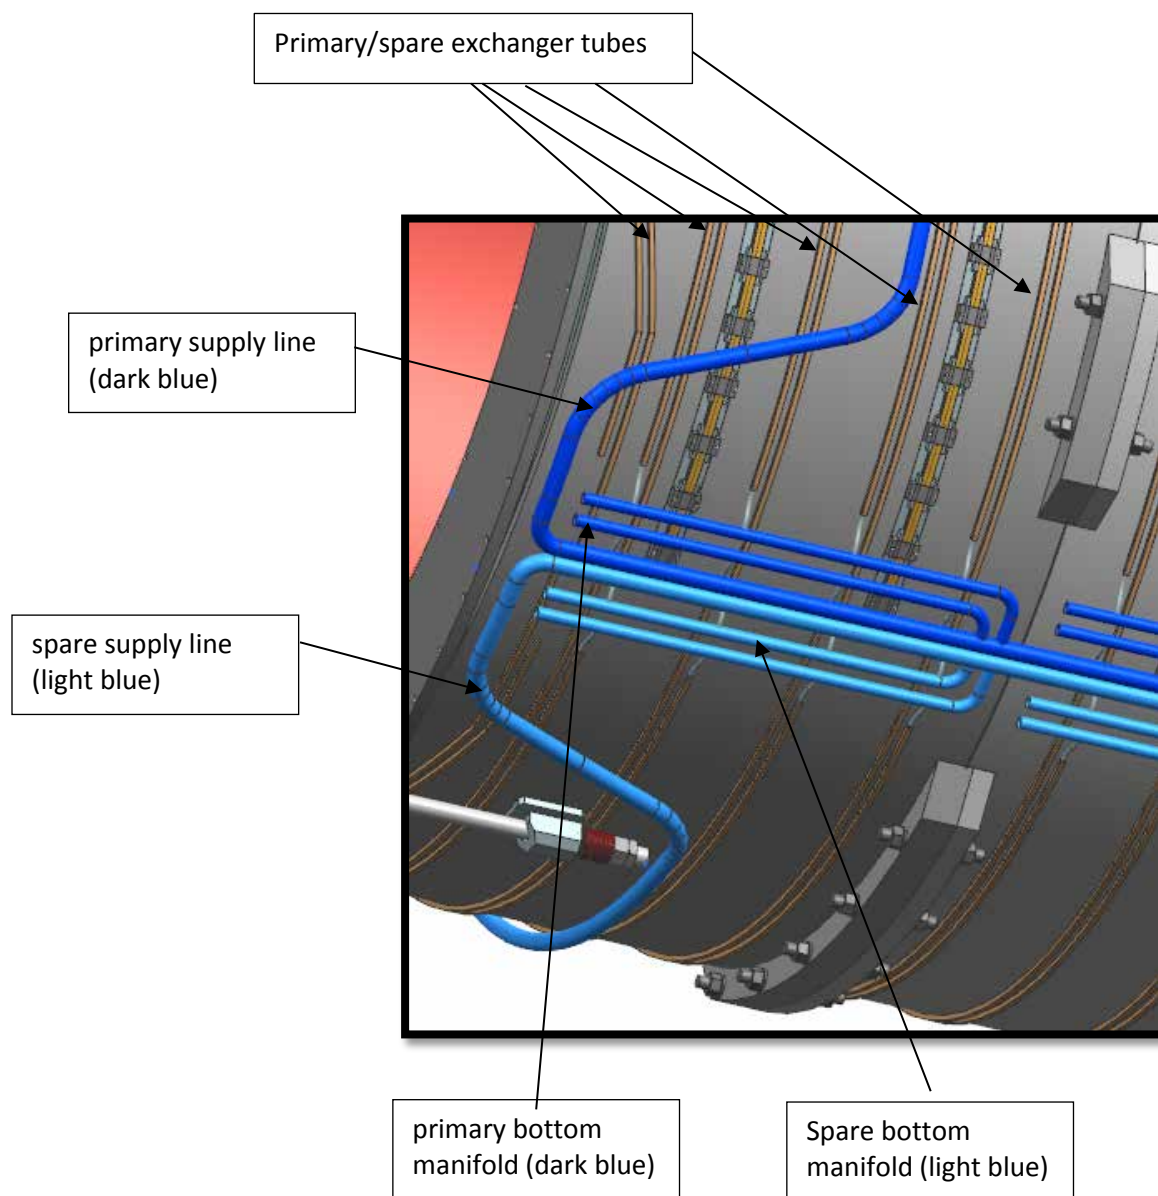 Primary/spare exchanger tubes
primary supply line
(dark blue)
spare supply line
(light blue)
primary bottom
manifold (dark blue)
Spare bottom
manifold (light blue)